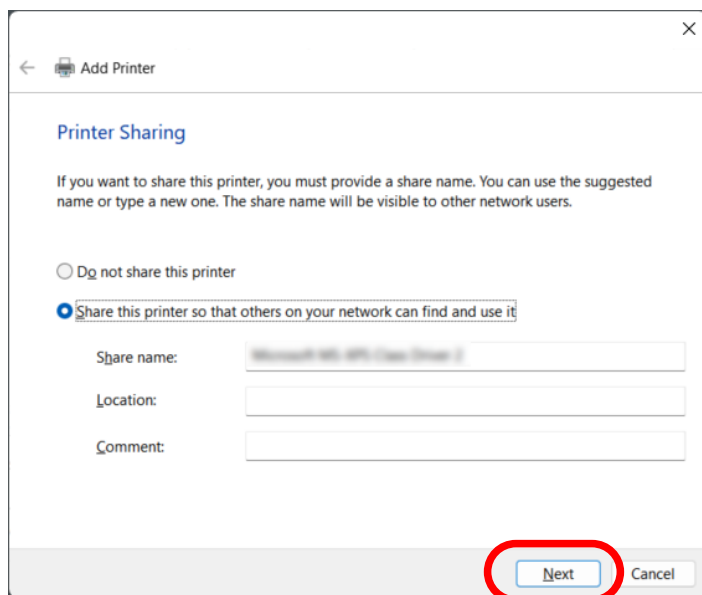 Add Printer
Printer Sharing
If you want to share this printer, you must provide a share name. You can use the suggested
name or type a new one. The share name will be visible to other network users.
Do not share this printer
Share this printer so that others on your network can find and use it
Share name:
Location:
Comment:
Next Cancel